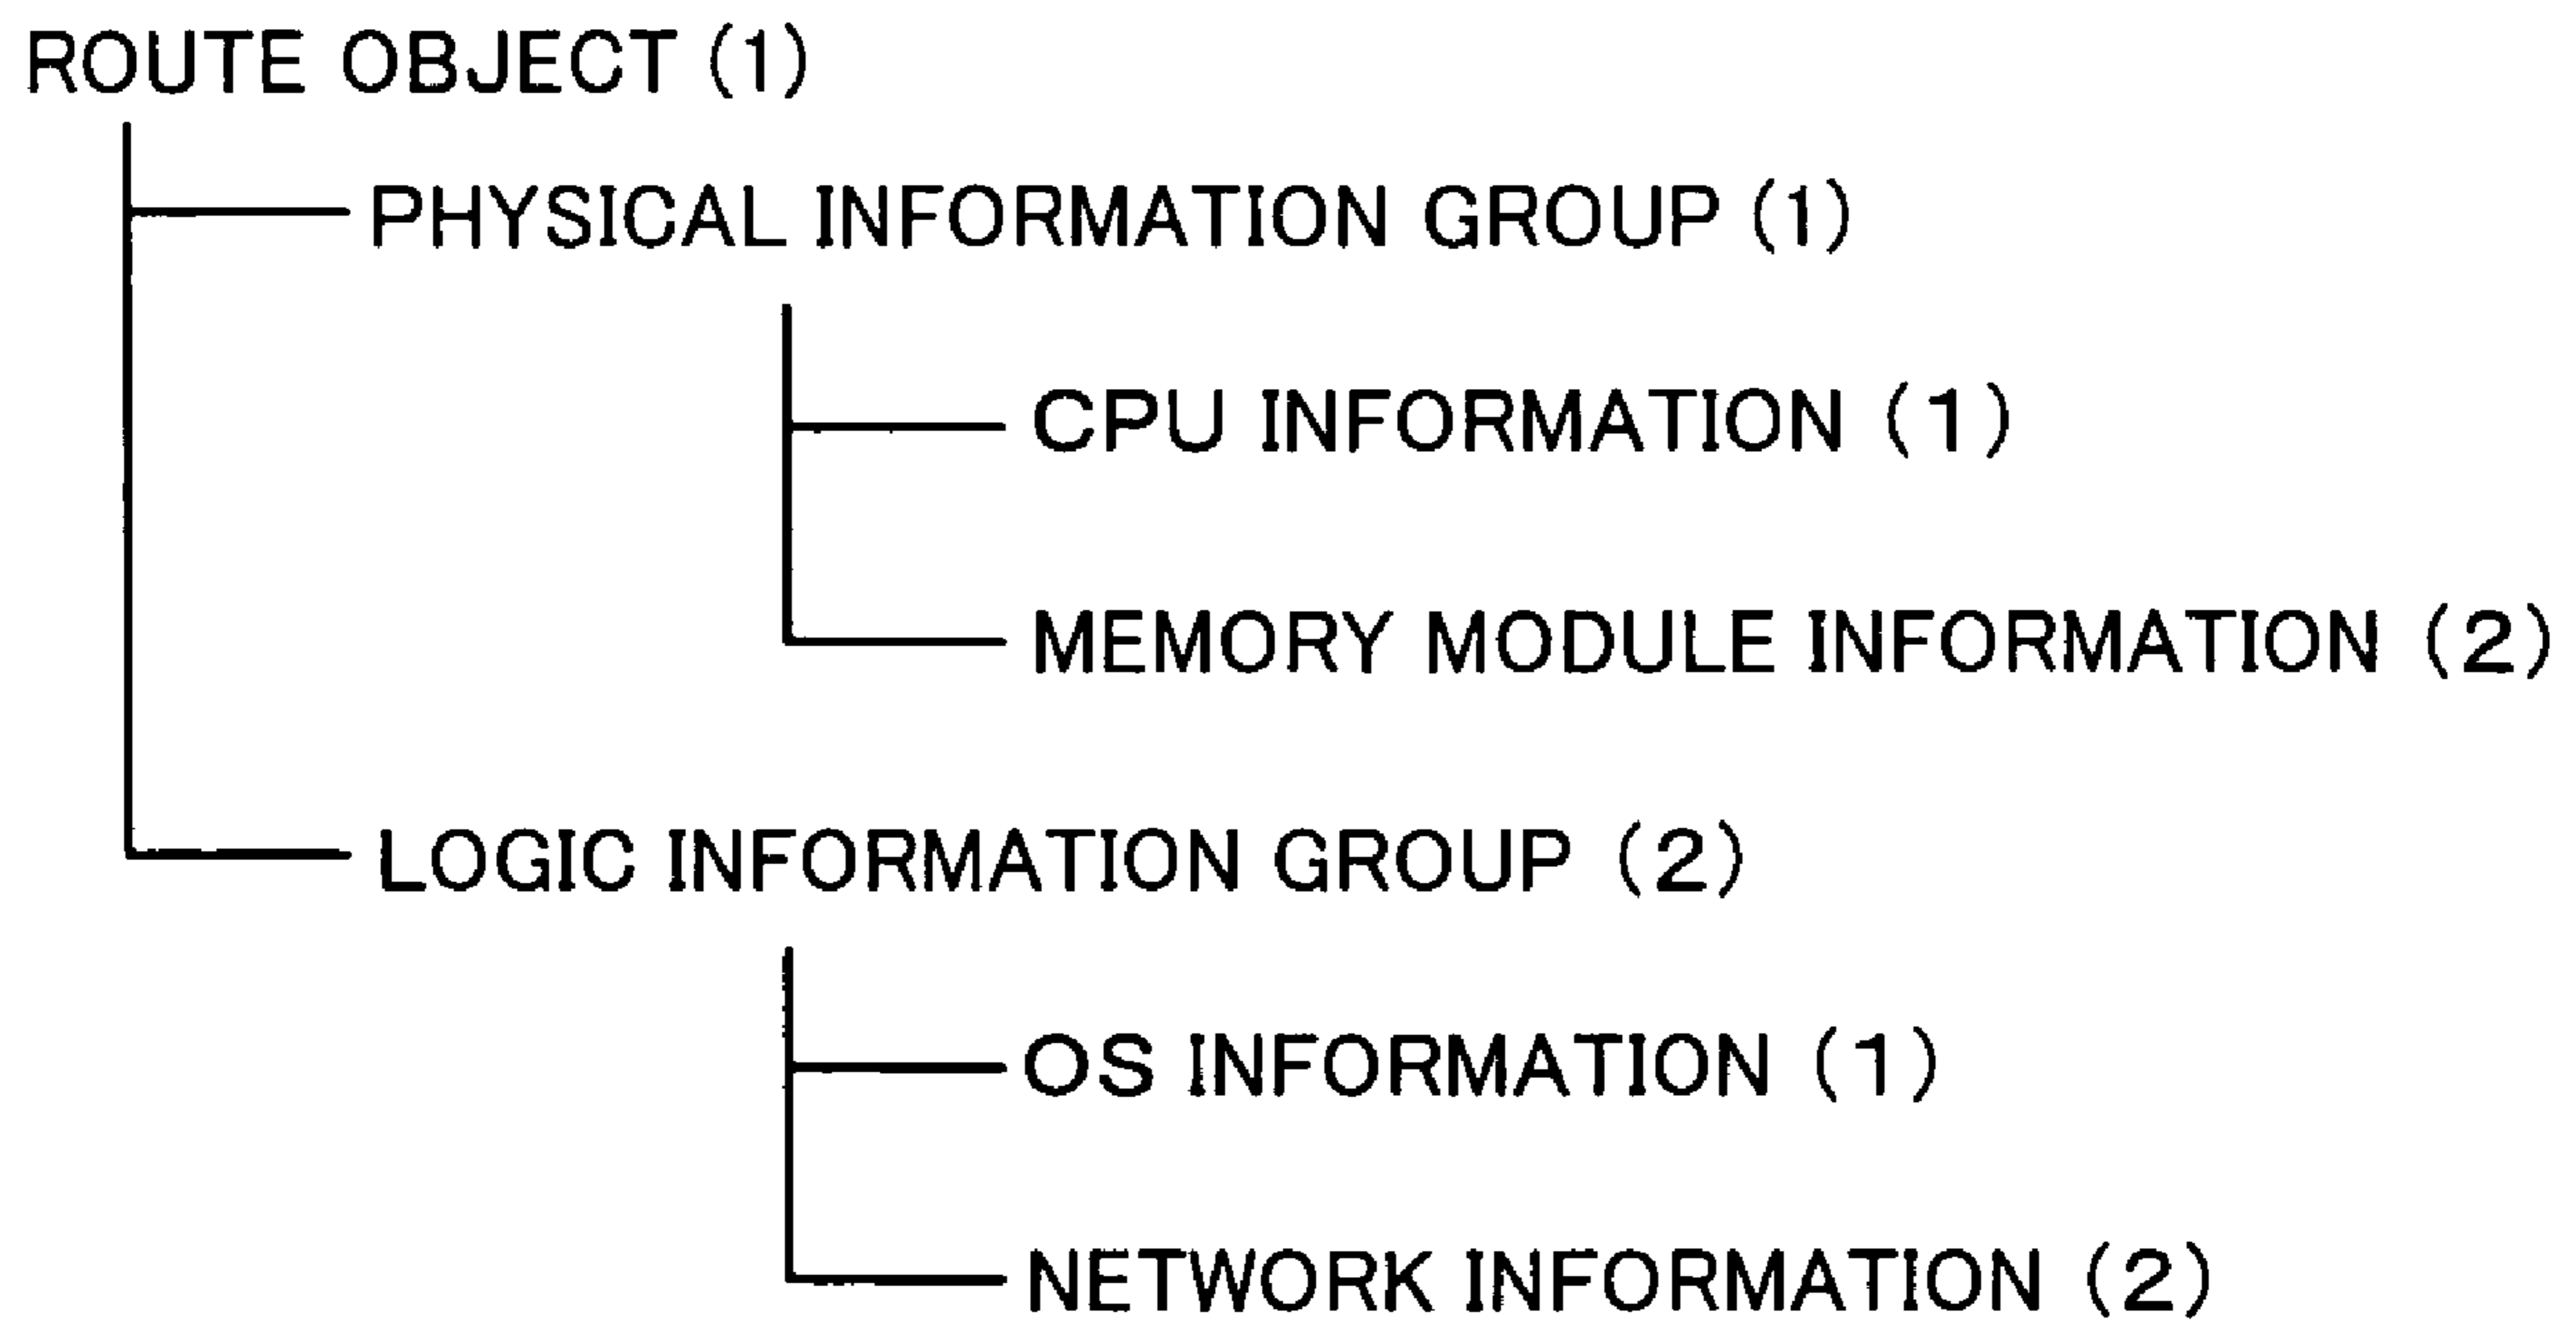 ROUTE OBJECT (1)
PHYSICAL INFORMATION GROUP (1)
CPU INFORMATION (1)
MEMORY MODULE INFORMATION (2)
LOGIC INFORMATION GROUP (2)
OS INFORMATION (1)
NETWORK INFORMATION (2)